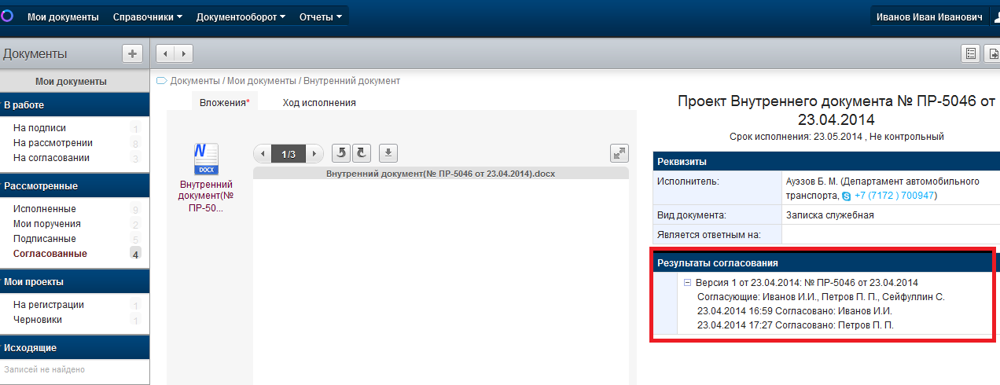 Мои документы Справочники Документооборот Отчеты Иванов Иван Иванович
Документы
Мои документы
В работе
На подписи 1
На рассмотрении 8
На согласовании 3
Рассмотренные
Исполненные 9
Мои поручения 2
Подписанные 5
Согласованные 4
Мои проекты
На регистрации 1
Черновики 1
Исходящие
Записей не найдено
Документы / Мои документы / Внутренний документ
Вложения* Ход исполнения
W
DOCX
Внутренний
документ(№
ПР-50...
1/3
Внутренний документ(№ ПР-5046 от 23.04.2014).docx
Проект Внутреннего документа № ПР-5046 от
23.04.2014
Срок исполнения: 23.05.2014 , Не контрольный
Реквизиты
Исполнитель: Ауззов Б. М. (Департамент автомобильного
транспорта, +7 (7172 ) 700947)
Вид документа: Записка служебная
Является ответным на:
Результаты согласования
Версия 1 от 23.04.2014: № ПР-5046 от 23.04.2014
Согласующие: Иванов И.И., Петров П. П., Сейфуллин С.
23.04.2014 16:59 Согласовано: Иванов И.И.
23.04.2014 17:27 Согласовано: Петров П. П.